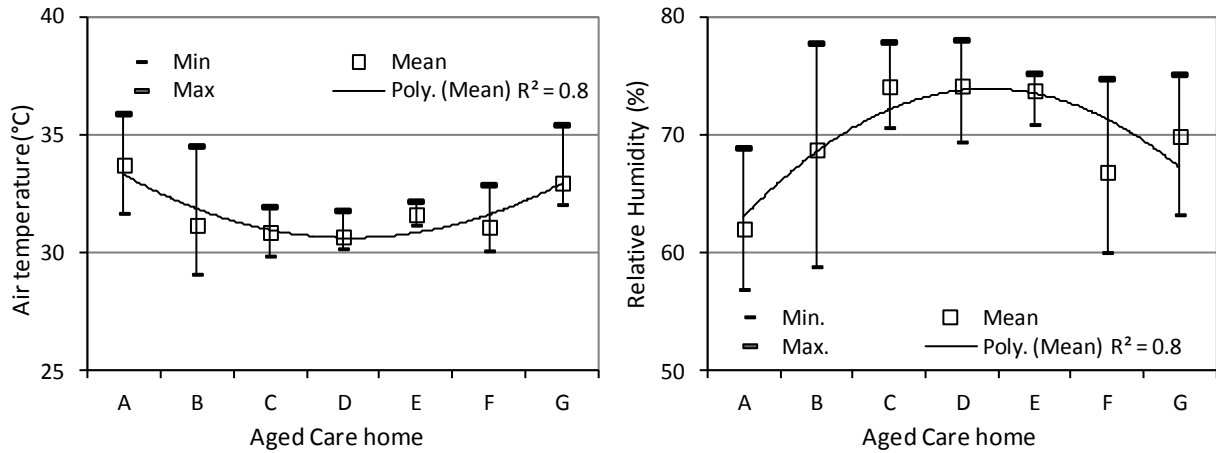 40
35
30
25
Air temperature(°C)
Min
Mean
Max
Poly. (Mean) R² = 0.8
A B C D E F G
Aged Care home
80
70
60
50
Relative Humidity (%)
Min.
Mean
Max.
Poly. (Mean) R² = 0.8
A B C D E F G
Aged Care home